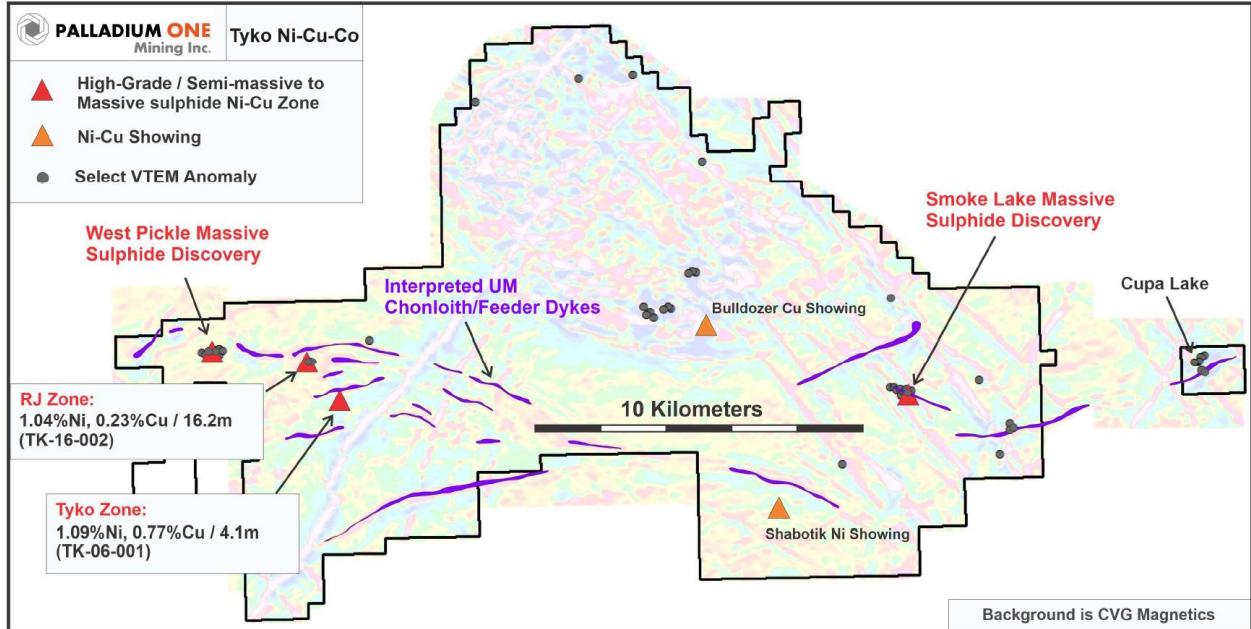 PALLADIUM ONE
Mining Inc.
Tyko Ni-Cu-Co
High-Grade / Semi-massive to
Massive sulphide Ni-Cu Zone
Ni-Cu Showing
Select VTEM Anomaly
West Pickle Massive
Sulphide Discovery
Interpreted UM
Chonloith/Feeder Dykes
Smoke Lake Massive
Sulphide Discovery
Cupa Lake
Bulldozer Cu Showing
RJ Zone:
1.04%Ni, 0.23%Cu / 16.2m
(TK-16-002)
10 Kilometers
Tyko Zone:
1.09%Ni, 0.77%Cu / 4.1m
(TK-06-001)
Shabotik Ni Showing
Background is CVG Magnetics